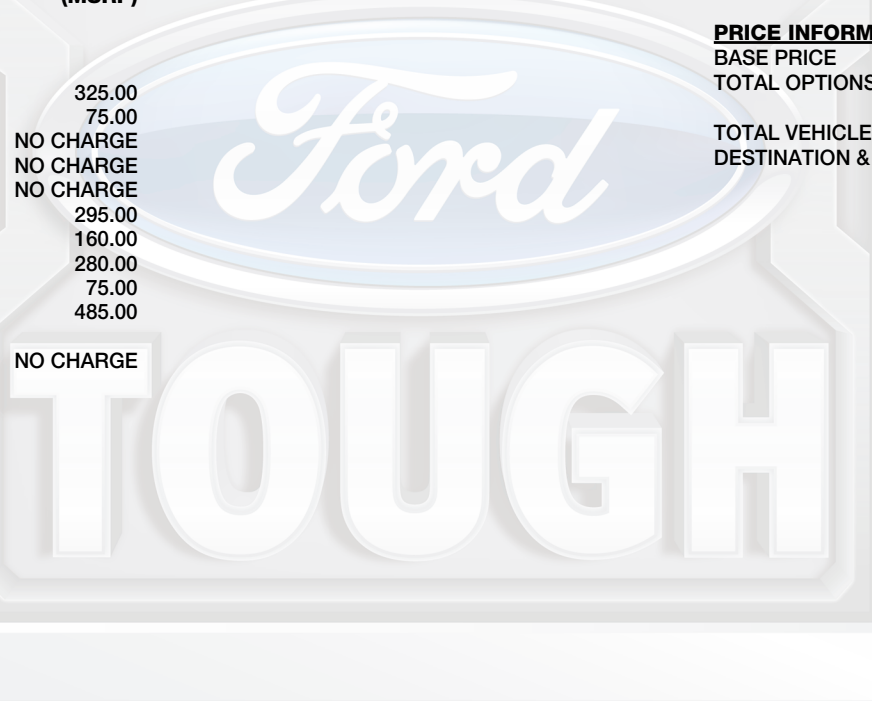 (MSRP)
325.00
75.00
NO CHARGE
NO CHARGE
NO CHARGE
295.00
160.00
280.00
75.00
485.00
NO CHARGE
PRICE INFORM
BASE PRICE
TOTAL OPTIONS
TOTAL VEHICLE
DESTINATION &
Ford
TOUGH